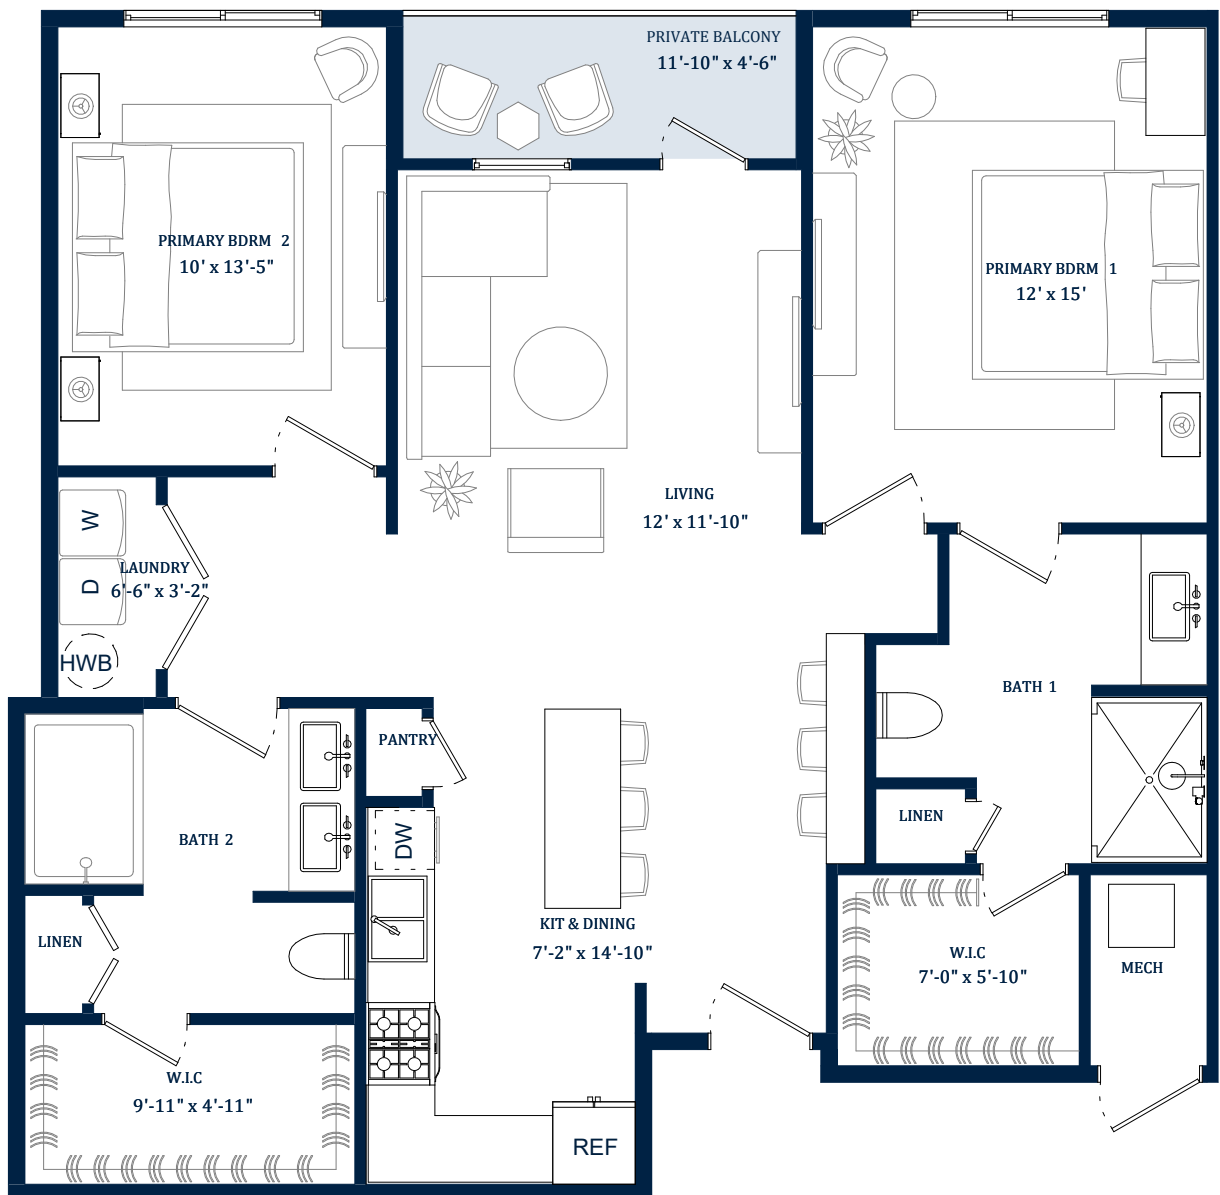 PRIVATE BALCONY
11'-10" x 4'-6"
PRIMARY BDRM 2
10' x 13'-5"
PRIMARY BDRM 1
12' x 15'
LIVING
12' x 11'-10"
W
D
LAUNDRY
6'-6" x 3'-2"
HWB
BATH 1
PANTRY
BATH 2
DW
LINEN
KIT & DINING
7'-2" x 14'-10"
LINEN
W.I.C
7'-0" x 5'-10"
MECH
W.I.C
9'-11" x 4'-11"
REF